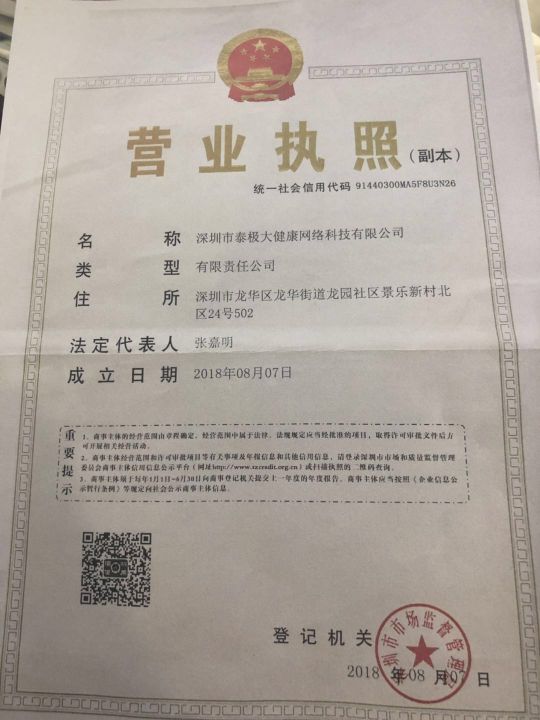 营业执照
(副本)
统一社会信用代码 91440300MA5F8U3N26
名称 深圳市泰极大健康网络科技有限公司
类型 有限责任公司
住所 深圳市龙华区龙华街道龙园社区景乐新村北
区24号502
法定代表人 张嘉明
成立日期 2018年08月07日
重要提示
1、商事主体的经营范围由章程确定。经营范围中属于法律、法规规定应当经批准的项目，取得许可审批文件后方
可开展相关经营活动。
2、商事主体经营范围和许可审批项目等有关事项及年报信息和其他信用信息，请登录深圳市市场和质量监督管理
委员会商事主体信用信息公示平台（网址http://www.szcredit.org.cn）或扫描执照的二维码查询。
3、商事主体须于每年1月1日-6月30日向商事登记机关提交上一年度的年度报告。商事主体应当按照《企业信息公
示暂行条例》等规定向社会公示商事主体信息。
登记机关
深圳市市场监督管理局
2018 年 08 月 07 日